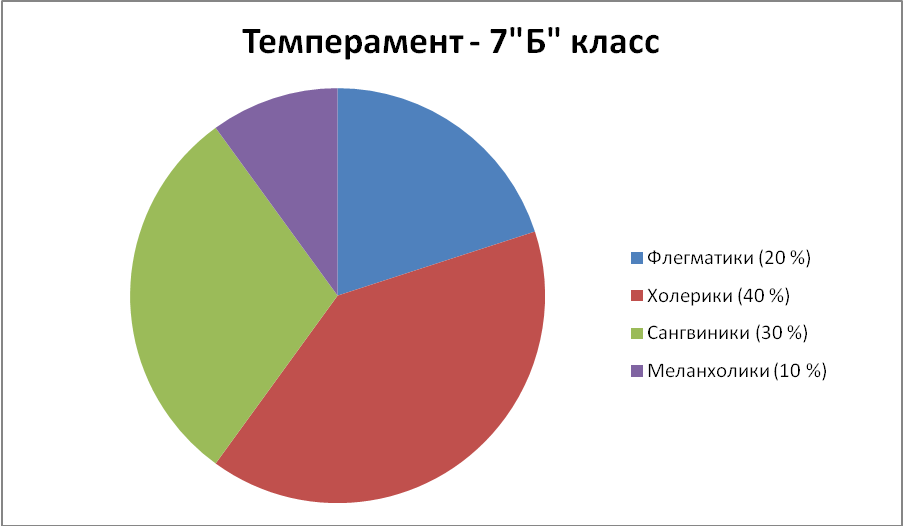 Темперамент - 7"Б" класс
Флегматики (20 %)
Холерики (40 %)
Сангвиники (30 %)
Меланхолики (10 %)